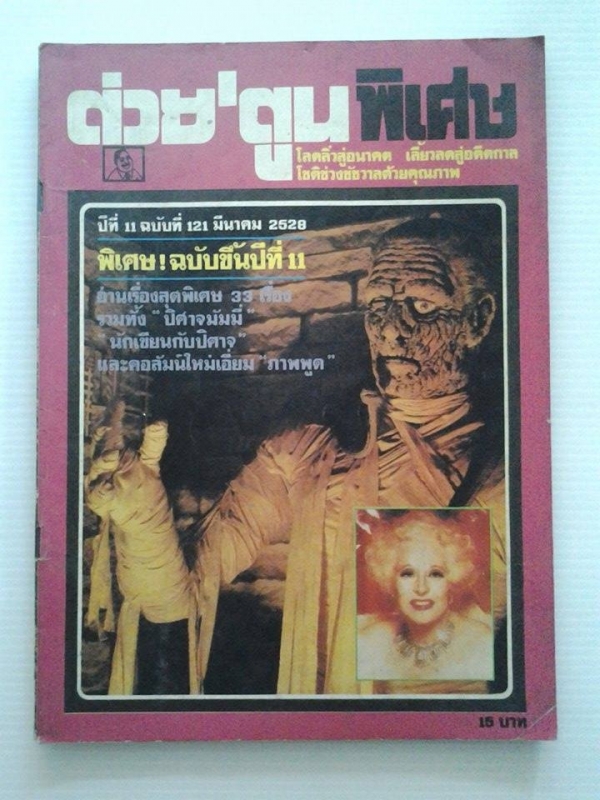 ต่วย'ตูน พิเศษ
โลดลิ่วสู่อนาคต เลี้ยวลดสู่อดีตกาล
โชติช่วงชัชวาลด้วยคุณภาพ
ปีที่ 11 ฉบับที่ 121 มีนาคม 2528
พิเศษ! ฉบับขึ้นปีที่ 11
อ่านเรื่องสุดพิเศษ 33 เรื่อง
รวมทั้ง "ปิศาจมัมมี่"
"นักเขียนกับปิศาจ"
และคอลัมน์ใหม่เอี่ยม "ภาพพูด"
15 บาท